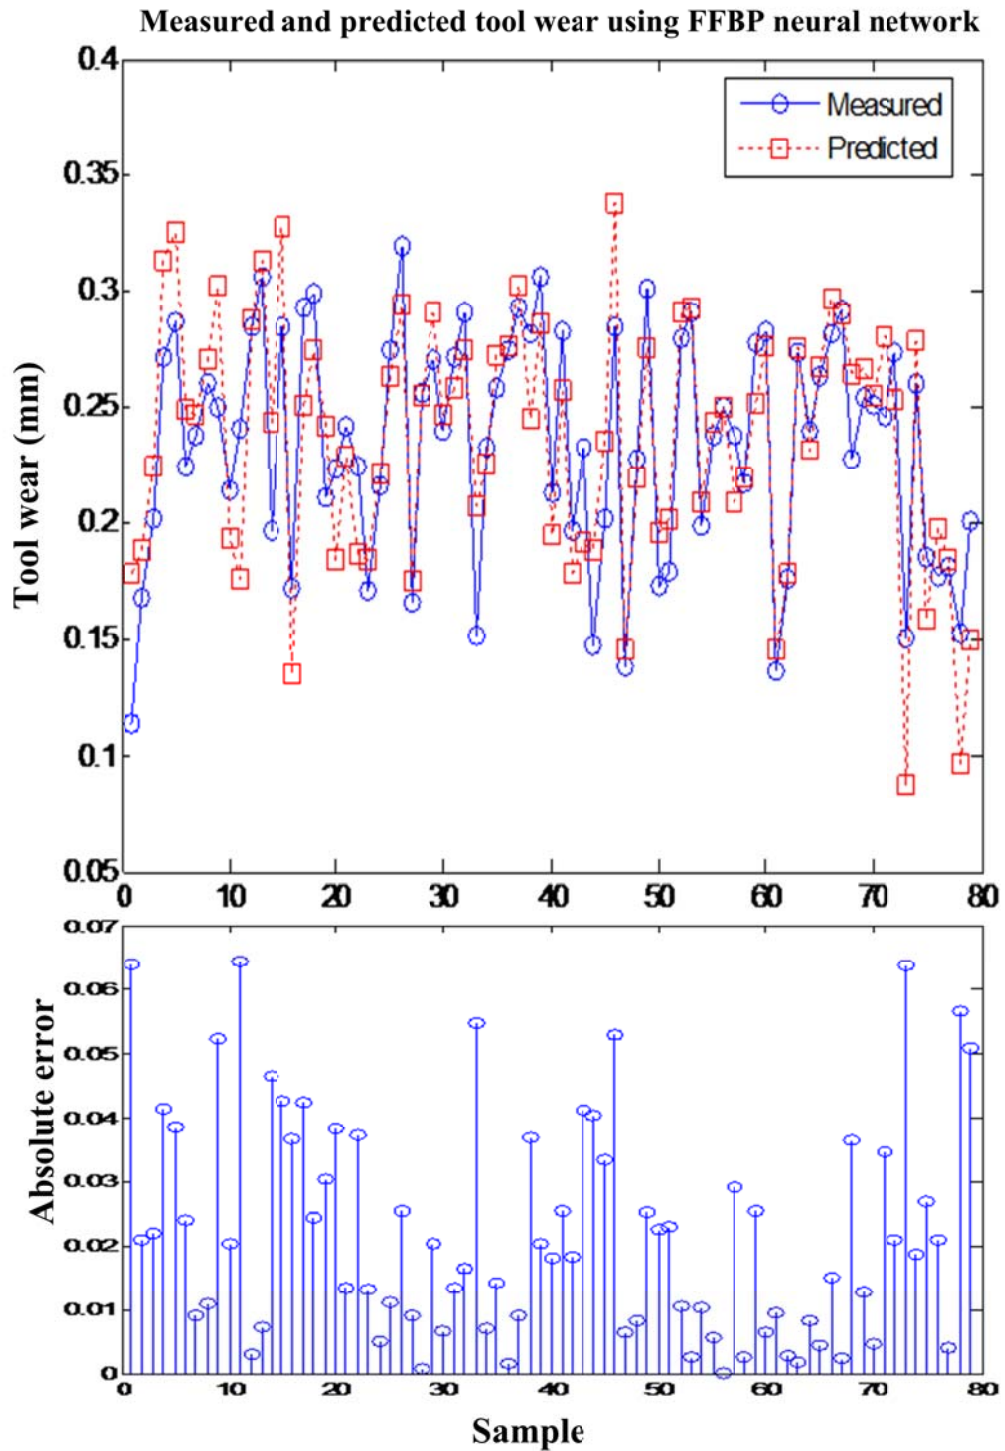 Measured and predicted tool wear using FFBP neural network
0.4
0.35
0.3
0.25
0.2
0.15
0.1
0.05
Tool wear (mm)
Measured
Predicted
0 10 20 30 40 50 60 70 80
0.07
0.06
0.05
0.04
0.03
0.02
0.01
0
Absolute error
0 10 20 30 40 50 60 70 80
Sample